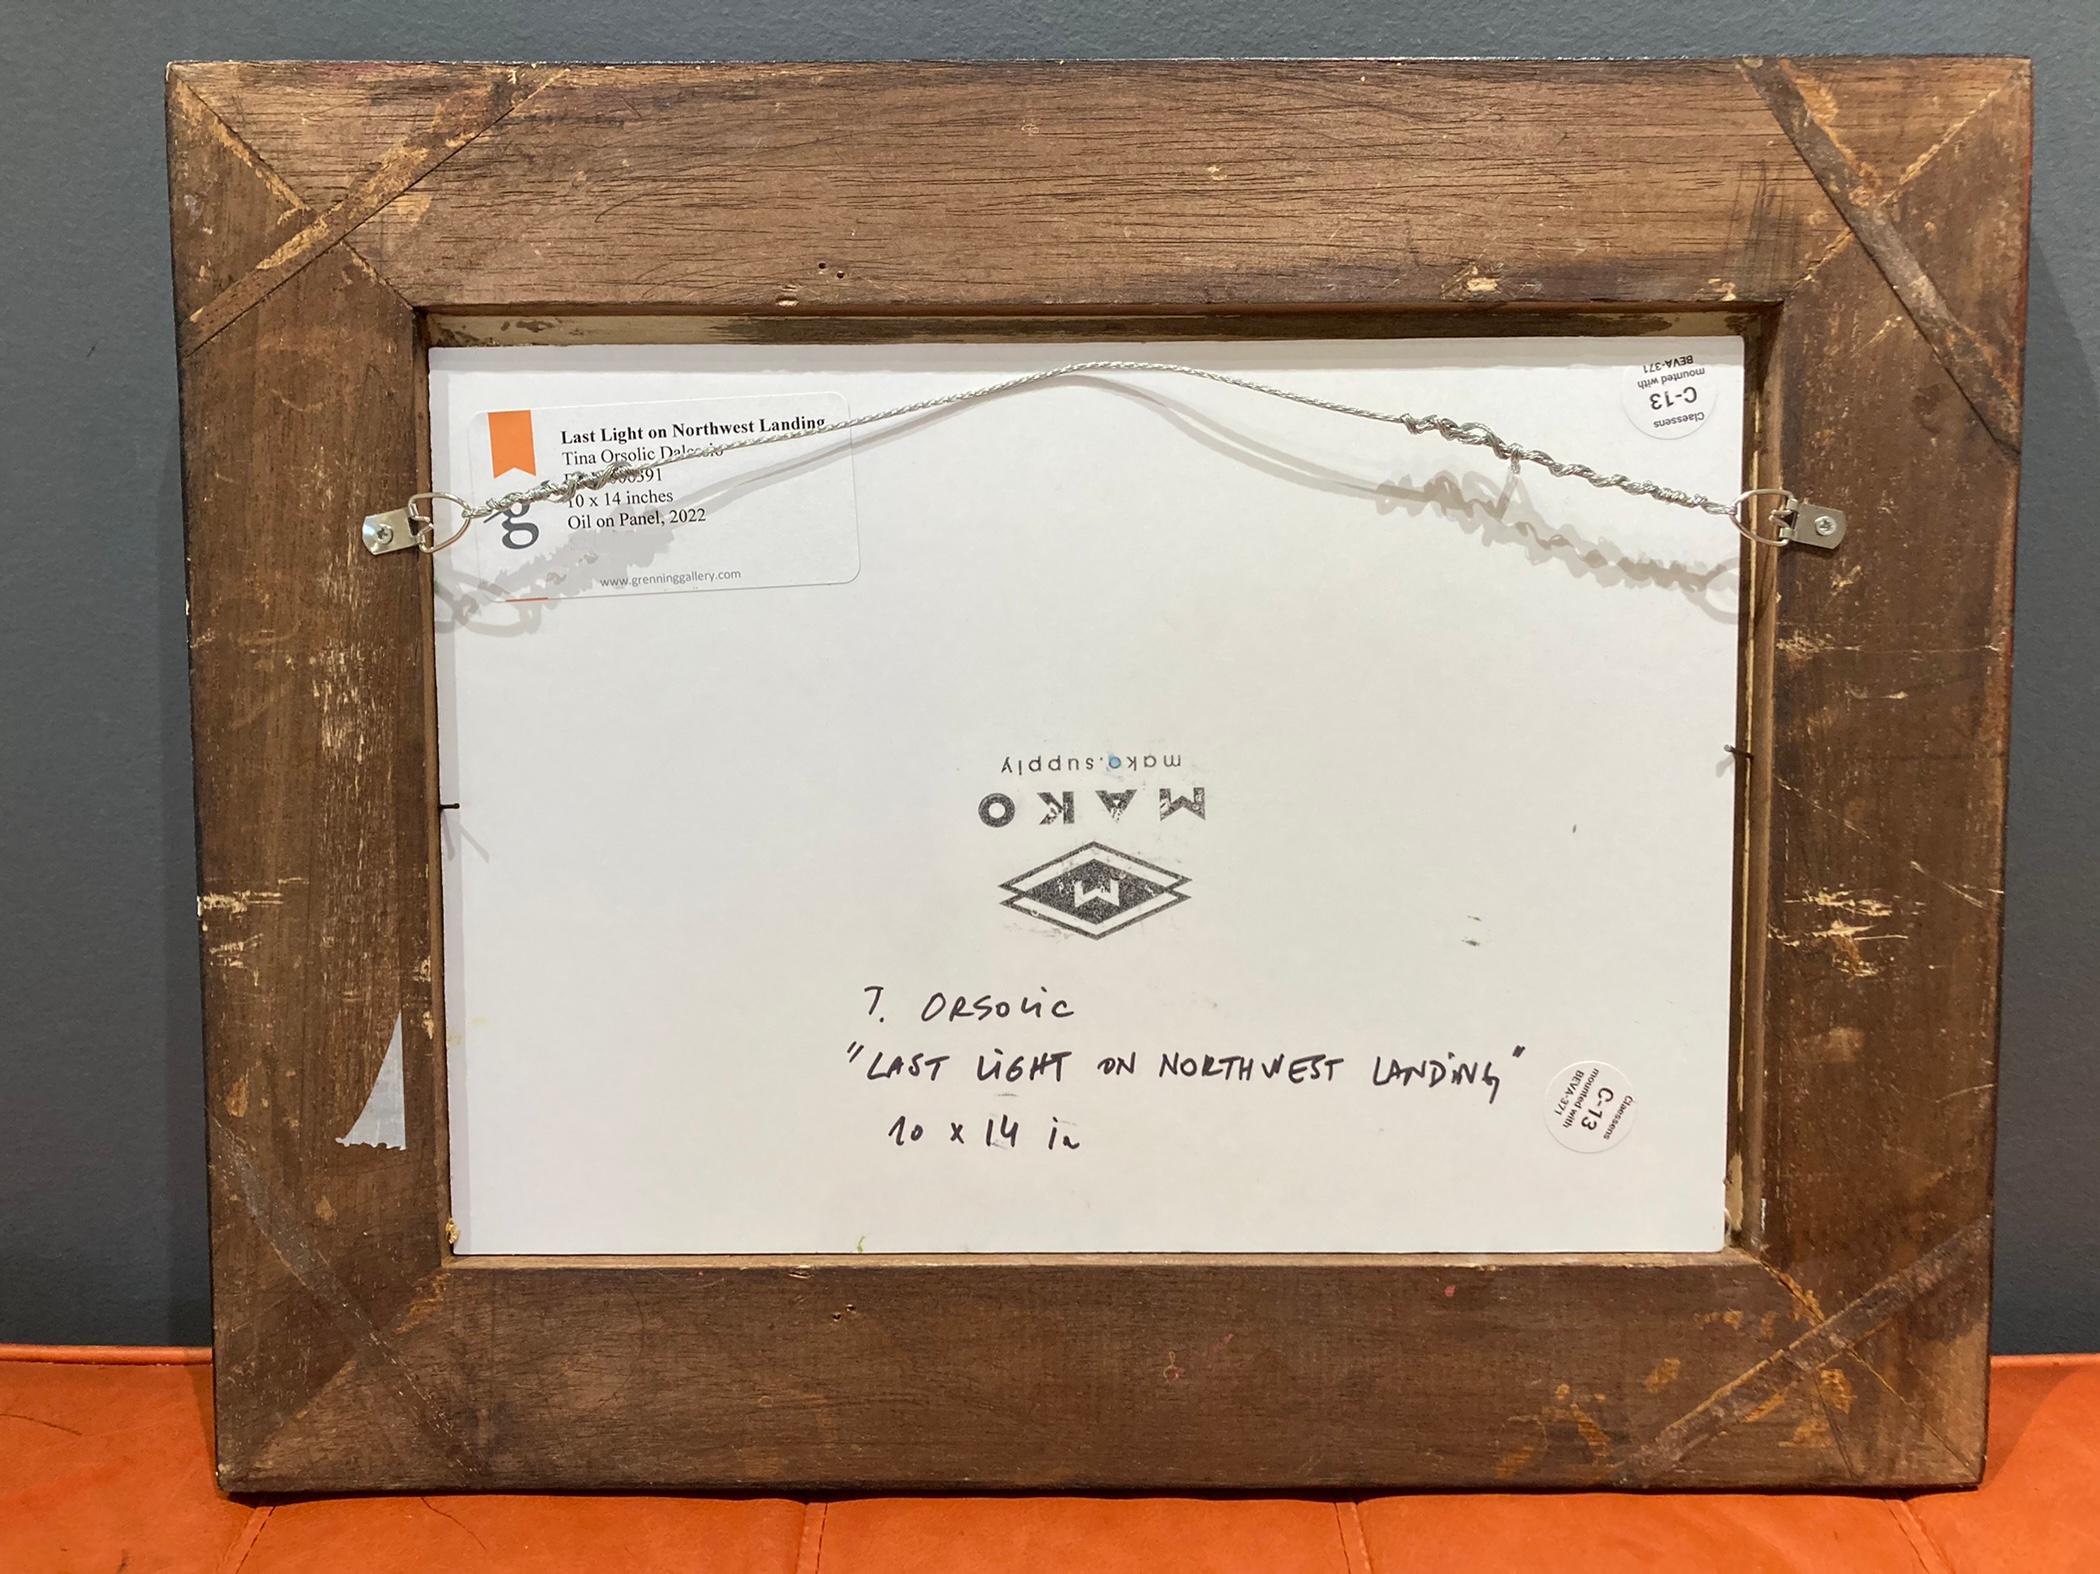 Last Light on Northwest Landing
Tina Orsolic
10 x 14 inches
Oil on Panel, 2022
g
www.grenninggallery.com
Claessens
C-13
mounted with
BEVA-371
M
MAKO
mako.supply
T. ORSOLIC
"LAST LIGHT ON NORTHWEST LANDING"
10 x 14 in
Claessens
C-13
mounted with
BEVA-371